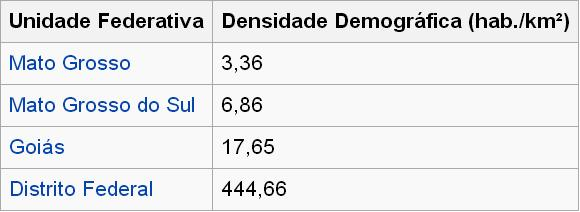 Unidade Federativa Densidade Demográfica (hab./km²)
Mato Grosso 3,36
Mato Grosso do Sul 6,86
Goiás 17,65
Distrito Federal 444,66